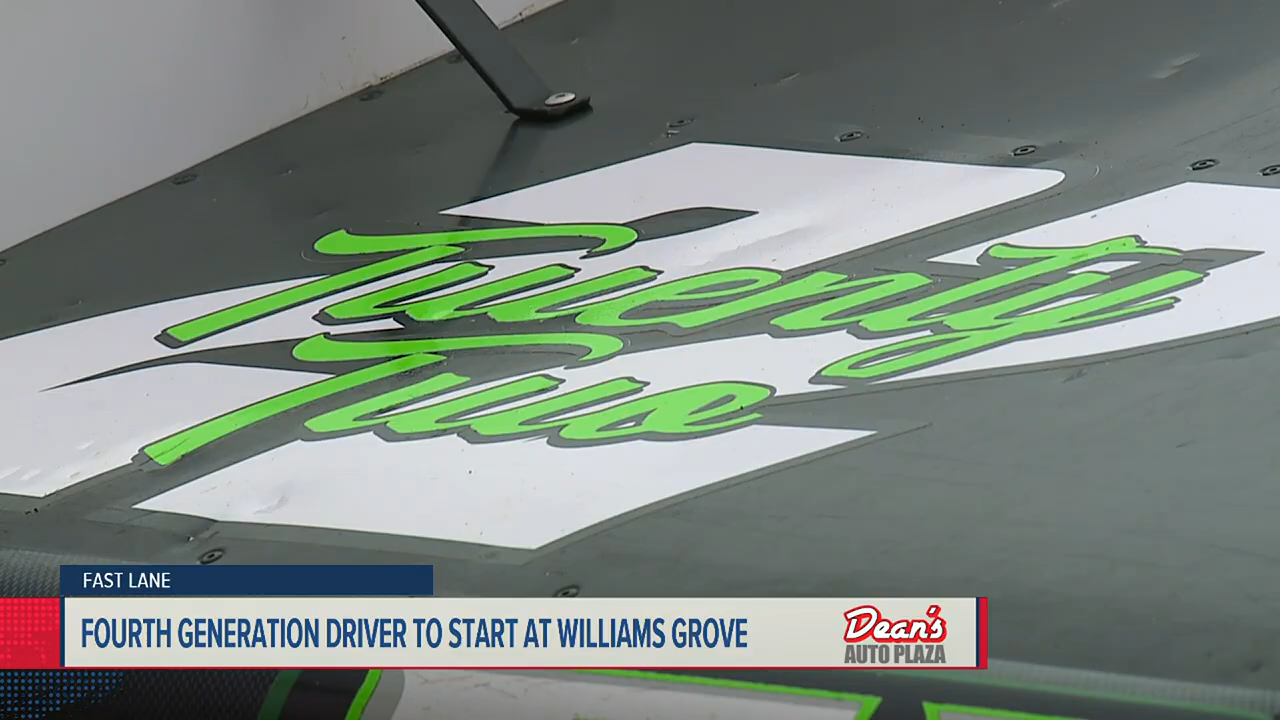 Twenty
Two
FAST LANE
FOURTH GENERATION DRIVER TO START AT WILLIAMS GROVE
Dean's
AUTO PLAZA